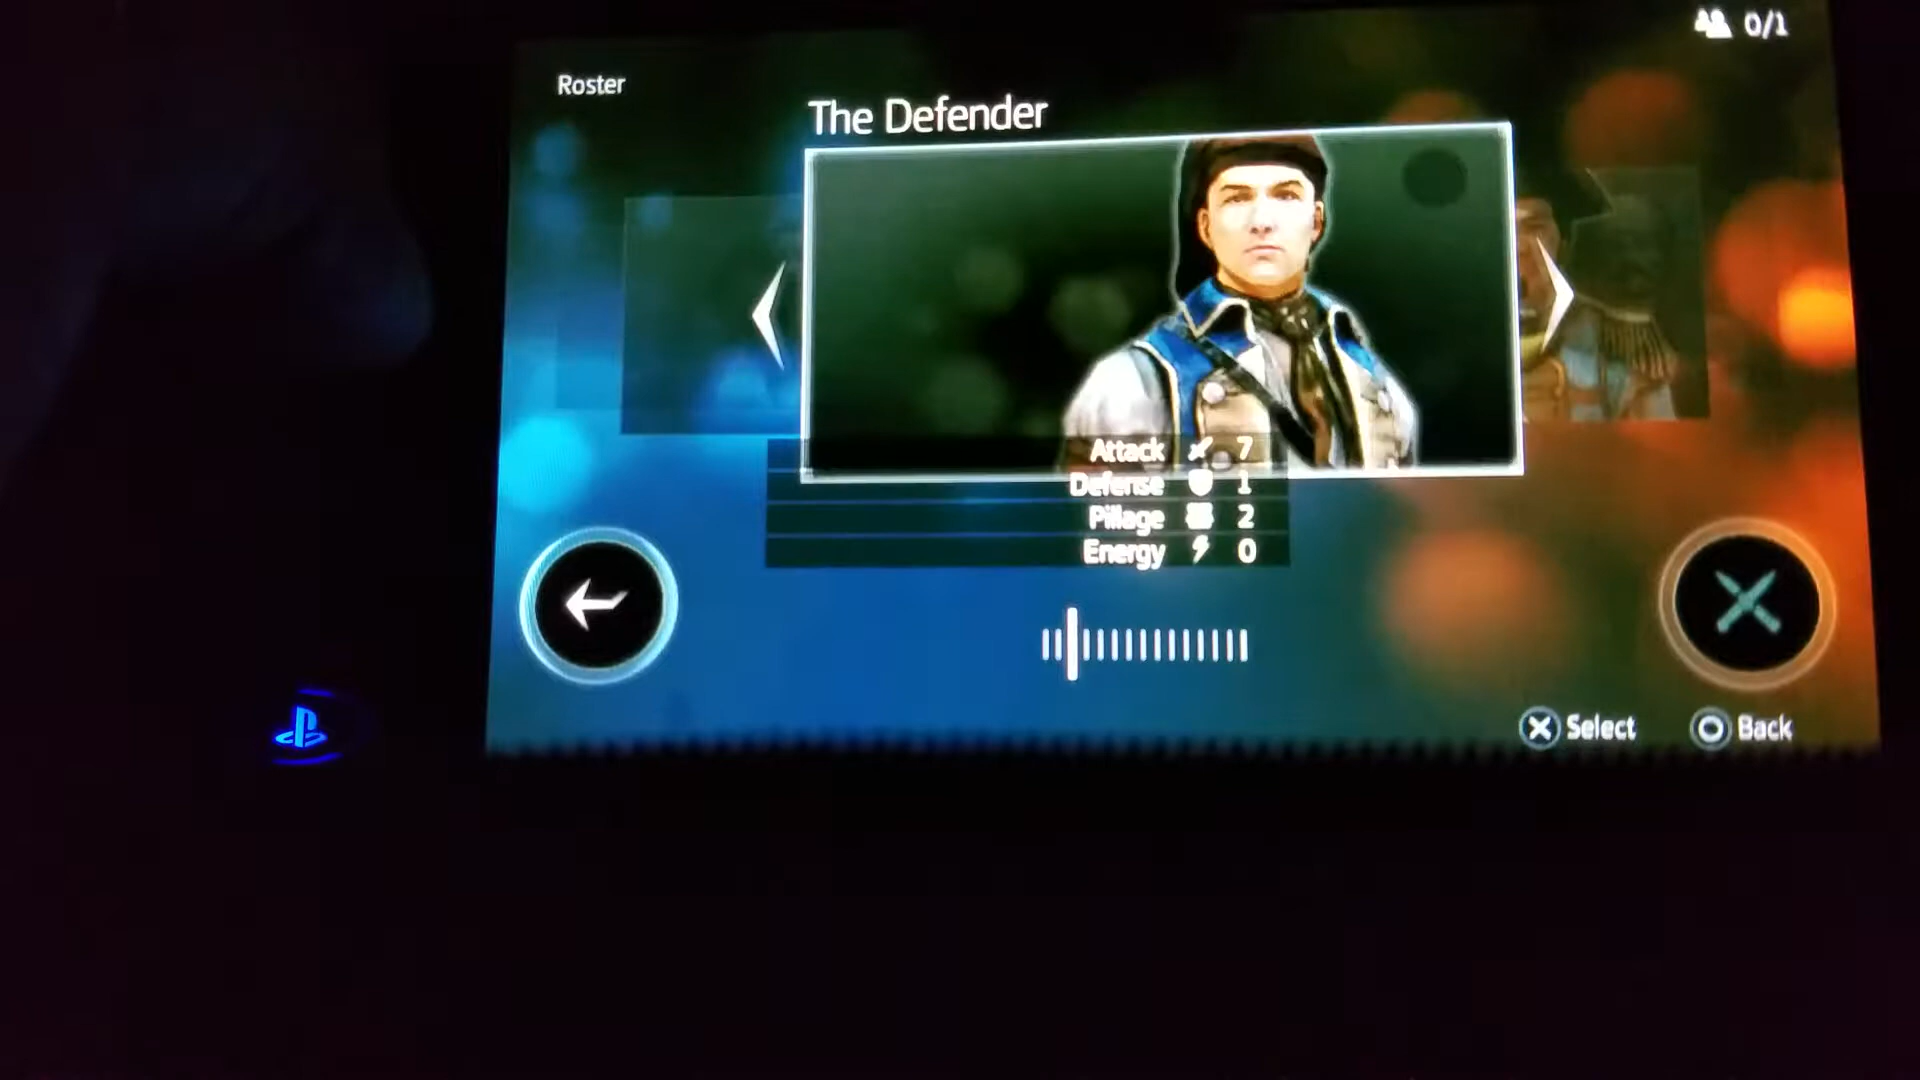 0/1
Roster
The Defender
Attack 7
Defense 1
Pillage 2
Energy 0
Select Back